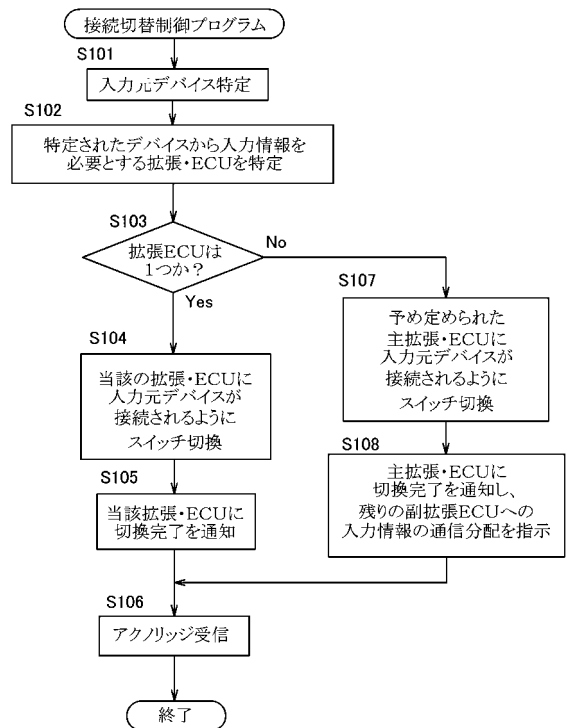 接続切替制御プログラム
S101
入力元デバイス特定
S102
特定されたデバイスから入力情報を
必要とする拡張・ECUを特定
S103
拡張ECUは
1つか？
No
Yes
S104
当該の拡張・ECUに
入力元デバイスが
接続されるように
スイッチ切換
S105
当該拡張・ECUに
切換完了を通知
S107
予め定められた
主拡張・ECUに
入力元デバイスが
接続されるように
スイッチ切換
S108
主拡張・ECUに
切換完了を通知し、
残りの副拡張ECUへの
入力情報の通信分配を指示
S106
アクノリッジ受信
終了